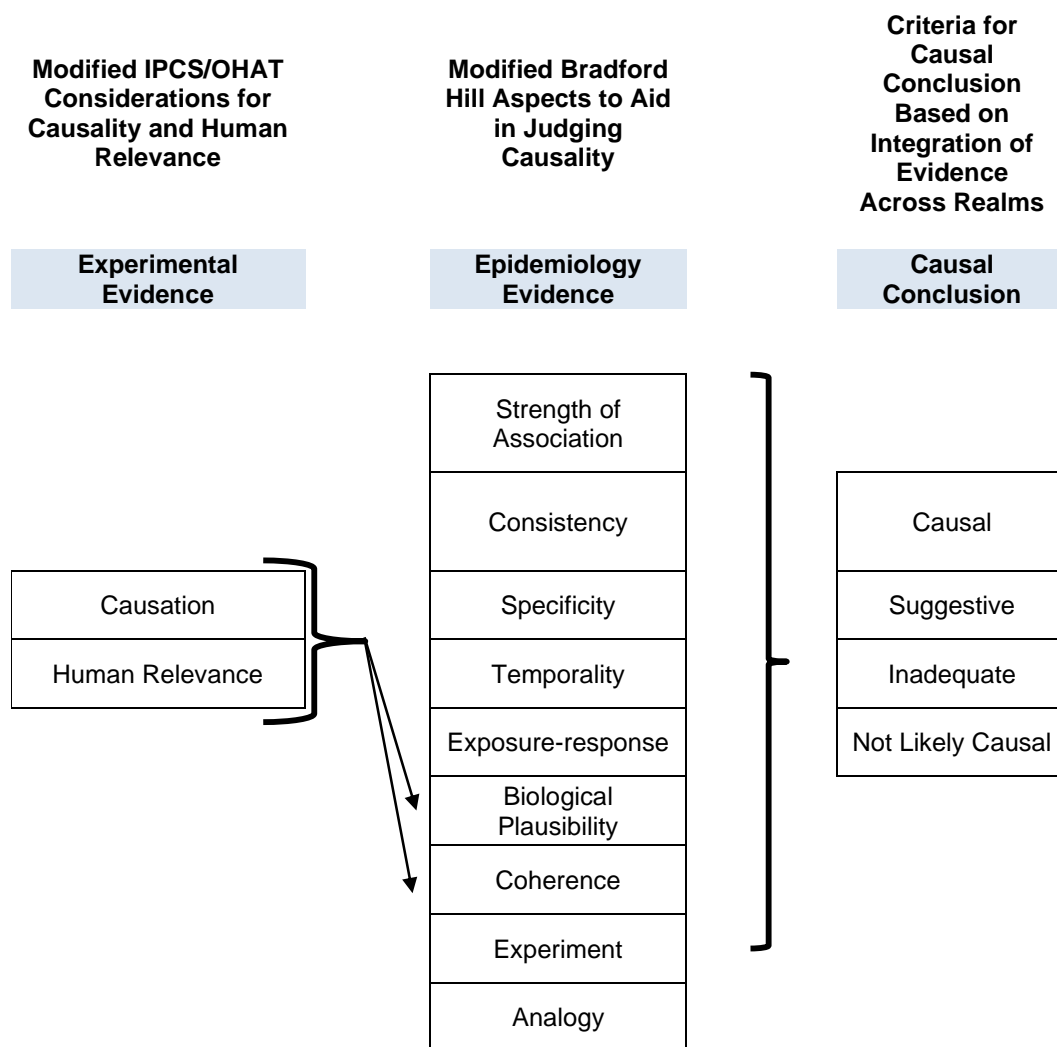 Modified IPCS/OHAT
Considerations for
Causality and Human
Relevance
Modified Bradford
Hill Aspects to Aid
in Judging
Causality
Criteria for
Causal
Conclusion
Based on
Integration of
Evidence
Across Realms
Experimental
Evidence
Epidemiology
Evidence
Causal
Conclusion
Causation
Human Relevance
Strength of
Association
Consistency
Specificity
Temporality
Exposure-response
Biological
Plausibility
Coherence
Experiment
Analogy
Causal
Suggestive
Inadequate
Not Likely Causal